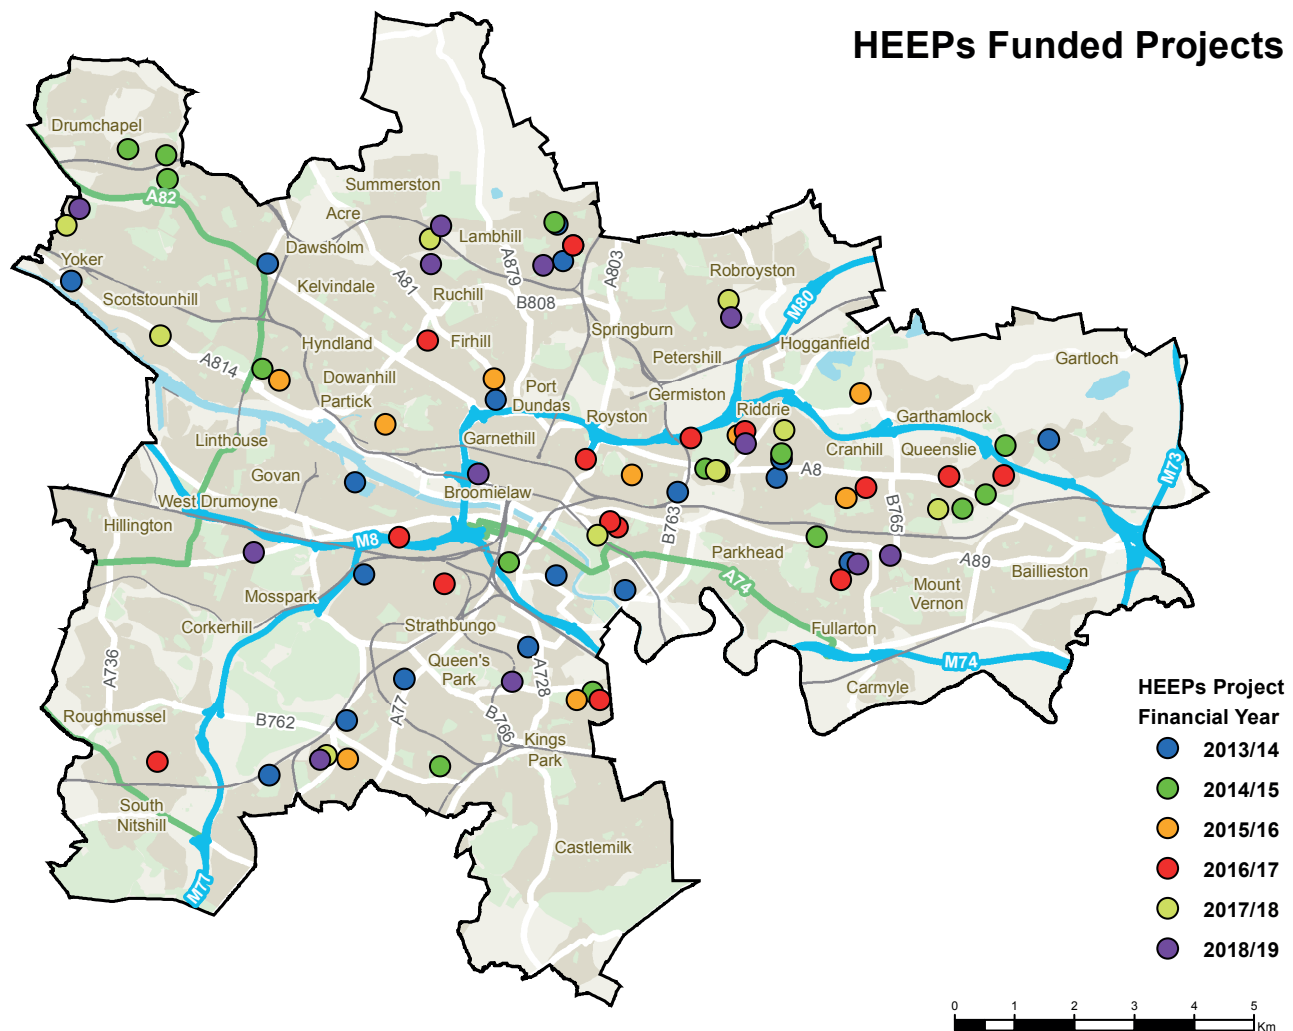 HEEPs Funded Projects
Drumchapel
A82
Summerston
Acre
Lambhill
Dawsholm
Yoker
Kelvindale
A81
A879
A803
Robroyston
Scotstounhill
Ruchill
B808
M80
Springburn
Hyndland
Firhill
Petershill
Hogganfield
Gartloch
A814
Dowanhill
Partick
Port
Dundas
Germiston
Royston
Riddrie
Garthamlock
Linthouse
Garnethill
Cranhill
Queenslie
Govan
A8
M73
West Drumoyne
Broomielaw
Hillington
B763
B765
M8
Parkhead
A89
Baillieston
A74
Mount
Vernon
Mosspark
Corkerhill
Strathbungo
Fullarton
A736
Queen's
Park
A728
M74
Carmyle
A77
Roughmussel
B762
B766
Kings
Park
South
Nitshill
Castlemilk
M77
HEEPs Project
Financial Year
2013/14
2014/15
2015/16
2016/17
2017/18
2018/19
0 1 2 3 4 5
Km